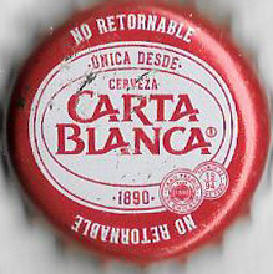 NO RETORNABLE
·ÚNICA DESDE·
CERVEZA
CARTA
BLANCA®
·1890·
NO RETORNABLE